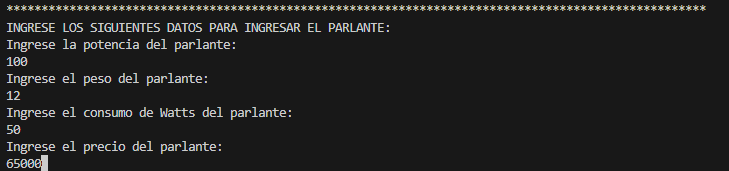 ****************************************************************************************************
INGRESE LOS SIGUIENTES DATOS PARA INGRESAR EL PARLANTE:
Ingrese la potencia del parlante:
100
Ingrese el peso del parlante:
12
Ingrese el consumo de Watts del parlante:
50
Ingrese el precio del parlante:
65000